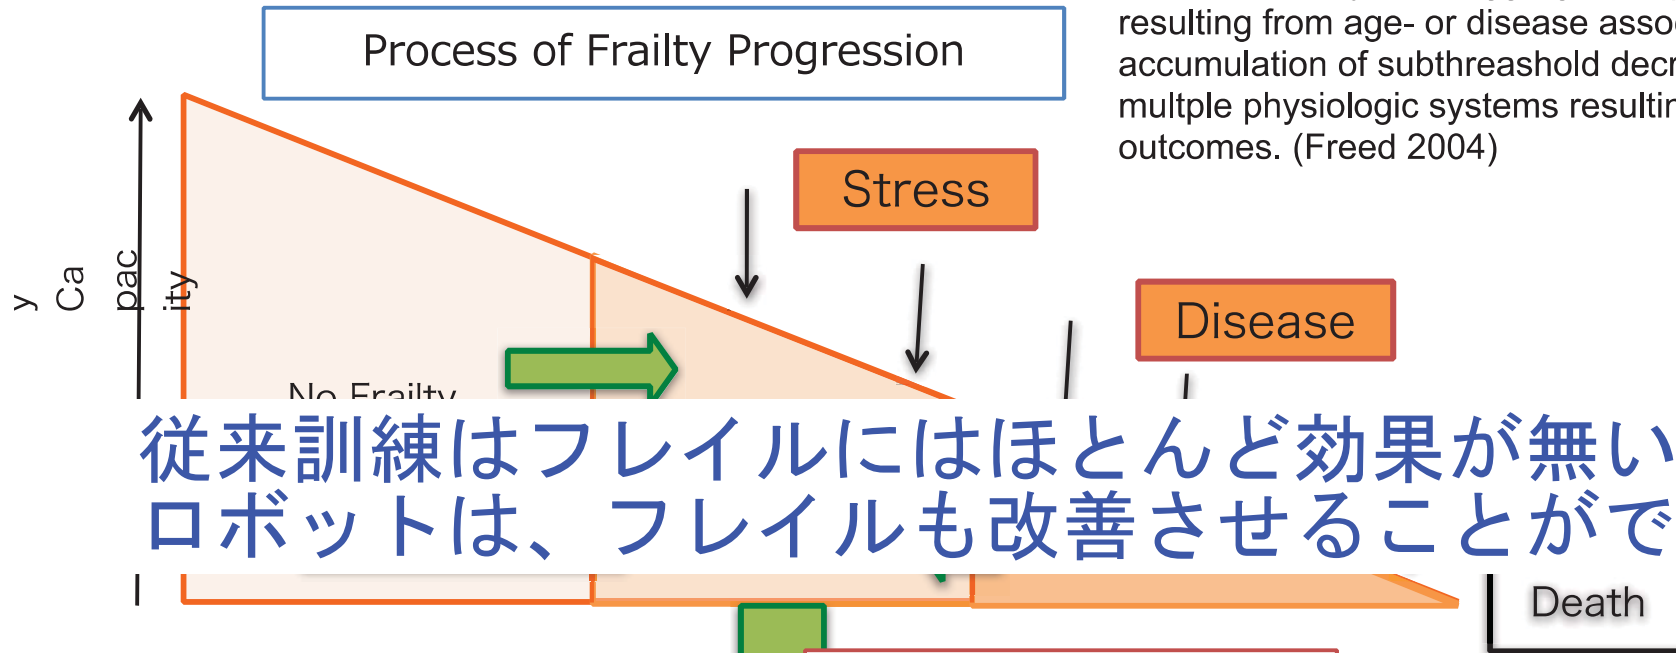 Process of Frailty Progression
resulting from age- or disease
accumulation of subthreashold
multple physiologic systems
outcomes. (Freed 2004)
Stress
y
Ca
pac
ity
Disease
No Frailty
従来訓練はフレイルにはほとんど効果が無い
ロボットは、フレイルも改善させることがで
Death